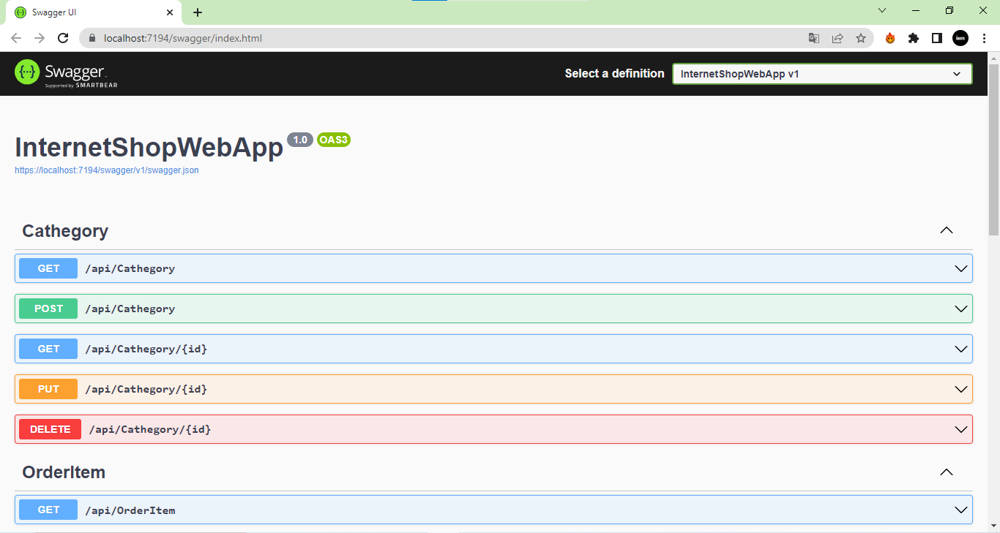 Swagger UI
localhost:7194/swagger/index.html
Swagger.
Supported by SMARTBEAR
Select a definition
InternetShopWebApp v1
InternetShopWebApp 1.0 OAS3
https://localhost:7194/swagger/v1/swagger.json
Cathegory
GET /api/Cathegory
POST /api/Cathegory
GET /api/Cathegory/{id}
PUT /api/Cathegory/{id}
DELETE /api/Cathegory/{id}
OrderItem
GET /api/OrderItem